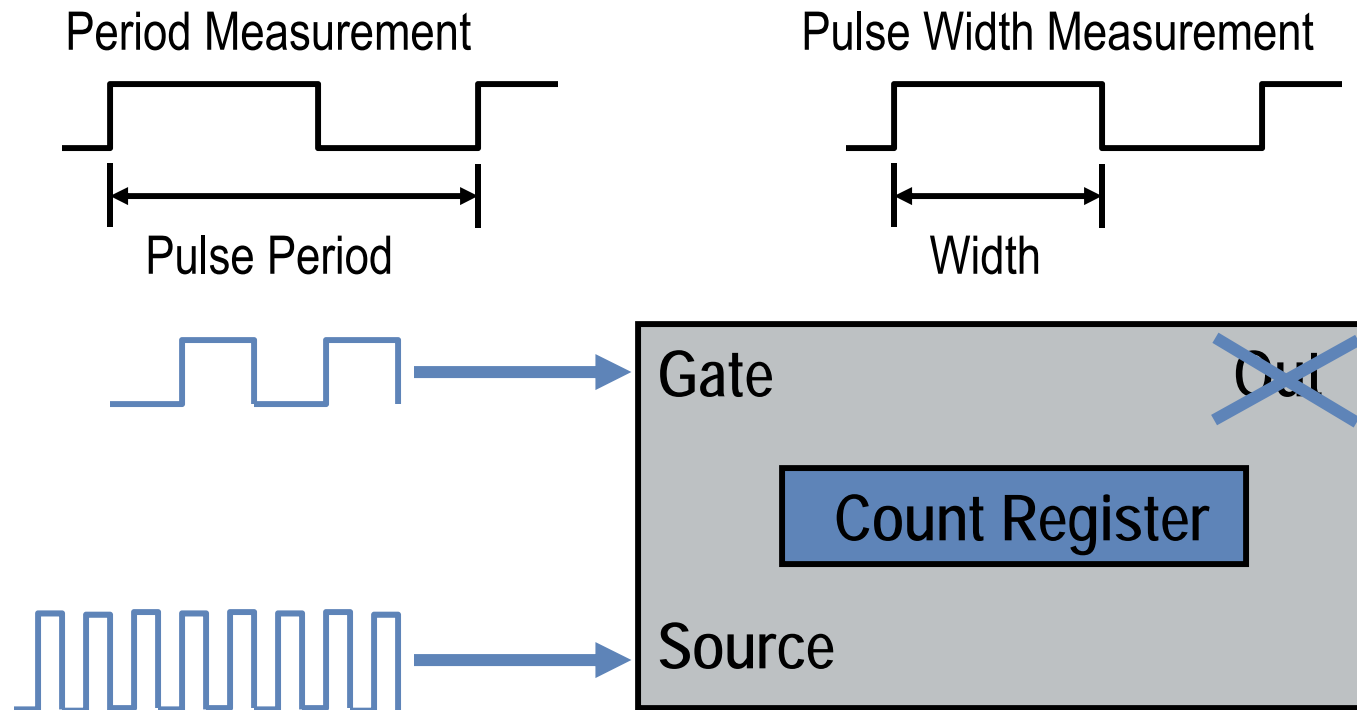 Period Measurement
Pulse Width Measurement
Pulse Period
Width
Gate
Out
Count Register
Source